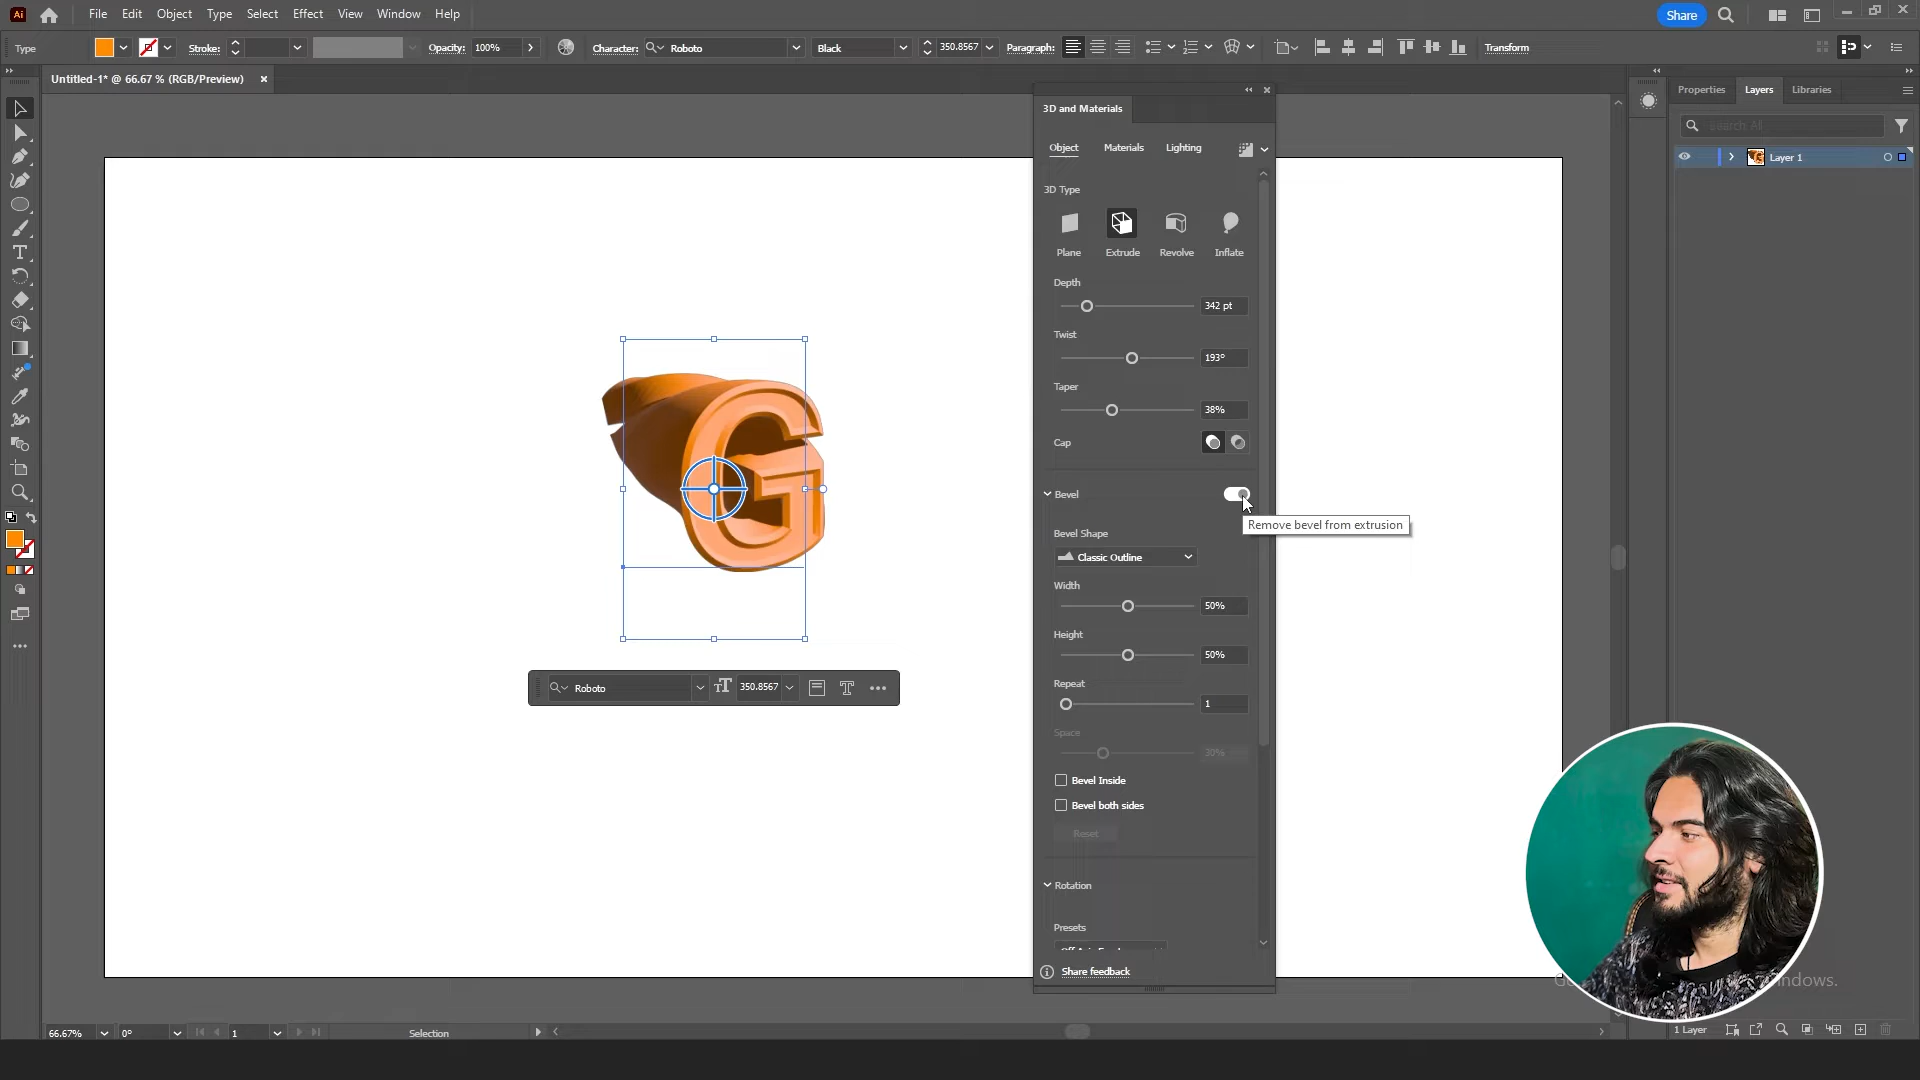 Ai
File Edit Object Type Select Effect View Window Help
Share
Type
Stroke:
Opacity: 100%
Character: Roboto
Black
350.8567
Paragraph:
Transform
Untitled-1* @ 66.67 % (RGB/Preview)
3D and Materials
Object Materials Lighting
3D Type
Plane Extrude Revolve Inflate
Depth
342 pt
Twist
193°
Taper
38%
Cap
Bevel
Remove bevel from extrusion
Bevel Shape
Classic Outline
Width
50%
Height
50%
Repeat
1
Space
30%
Bevel Inside
Bevel both sides
Reset
Rotation
Presets
Share feedback
G
Roboto
350.8567
Properties Layers Libraries
Search All
Layer 1
1 Layer
66.67%
0°
1
Selection